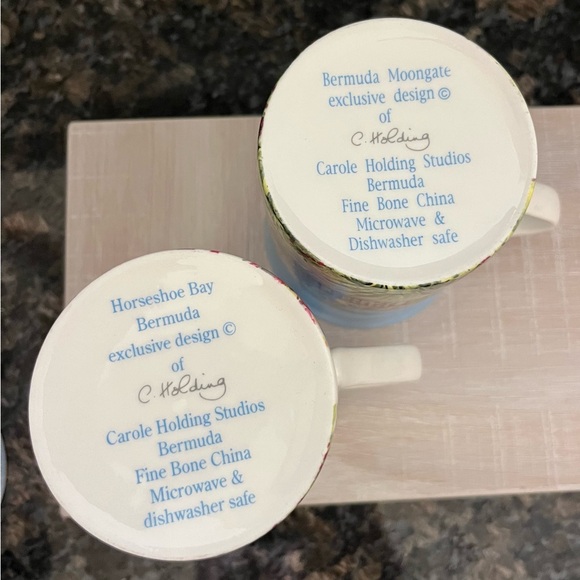 Bermuda Moongate
exclusive design ©
of
C. Holding
Carole Holding Studios
Bermuda
Fine Bone China
Microwave &
Dishwasher safe
Horseshoe Bay
Bermuda
exclusive design ©
of
C. Holding
Carole Holding Studios
Bermuda
Fine Bone China
Microwave &
dishwasher safe